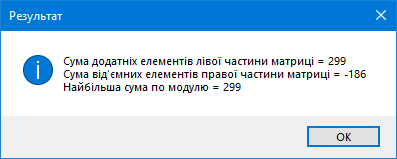 Результат
Сума додатніх елементів лівої частини матриці = 299
Сума від'ємних елементів правої частини матриці = -186
Найбільша сума по модулю = 299
ОК